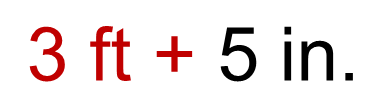 3 ft + 5 in.